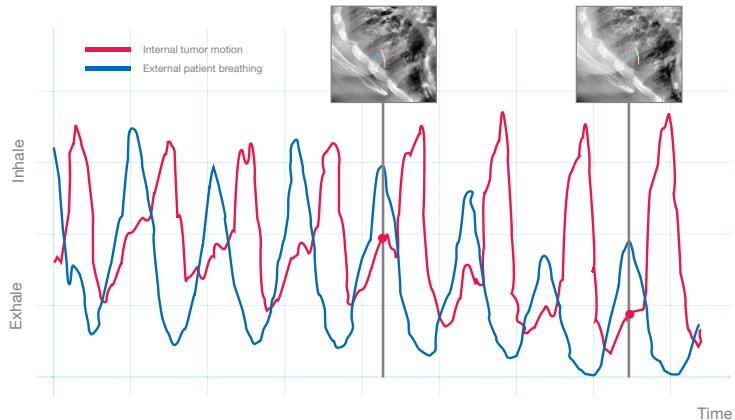 Internal tumor motion
External patient breathing
Inhale
Exhale
Time